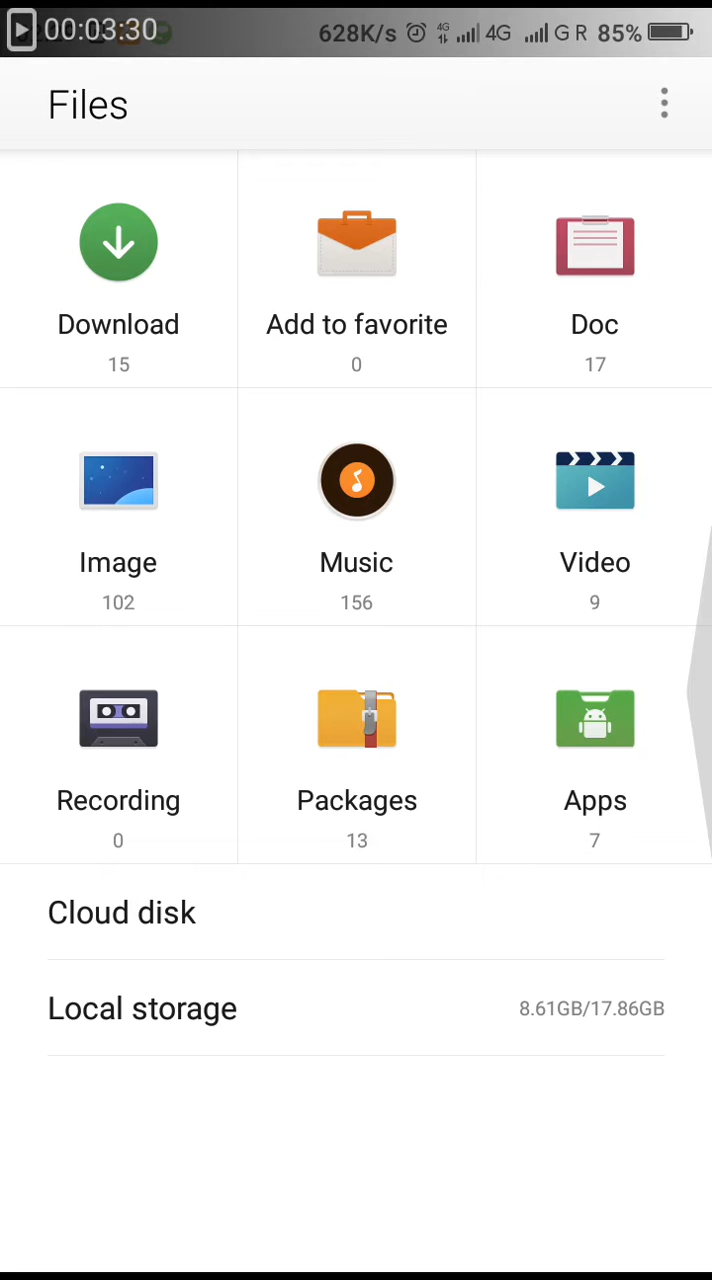 00:03:30 628K/s 4G 4G G R 85%
Files
Download Add to favorite Doc
15 0 17
Image Music Video
102 156 9
Recording Packages Apps
0 13 7
Cloud disk
Local storage 8.61GB/17.86GB